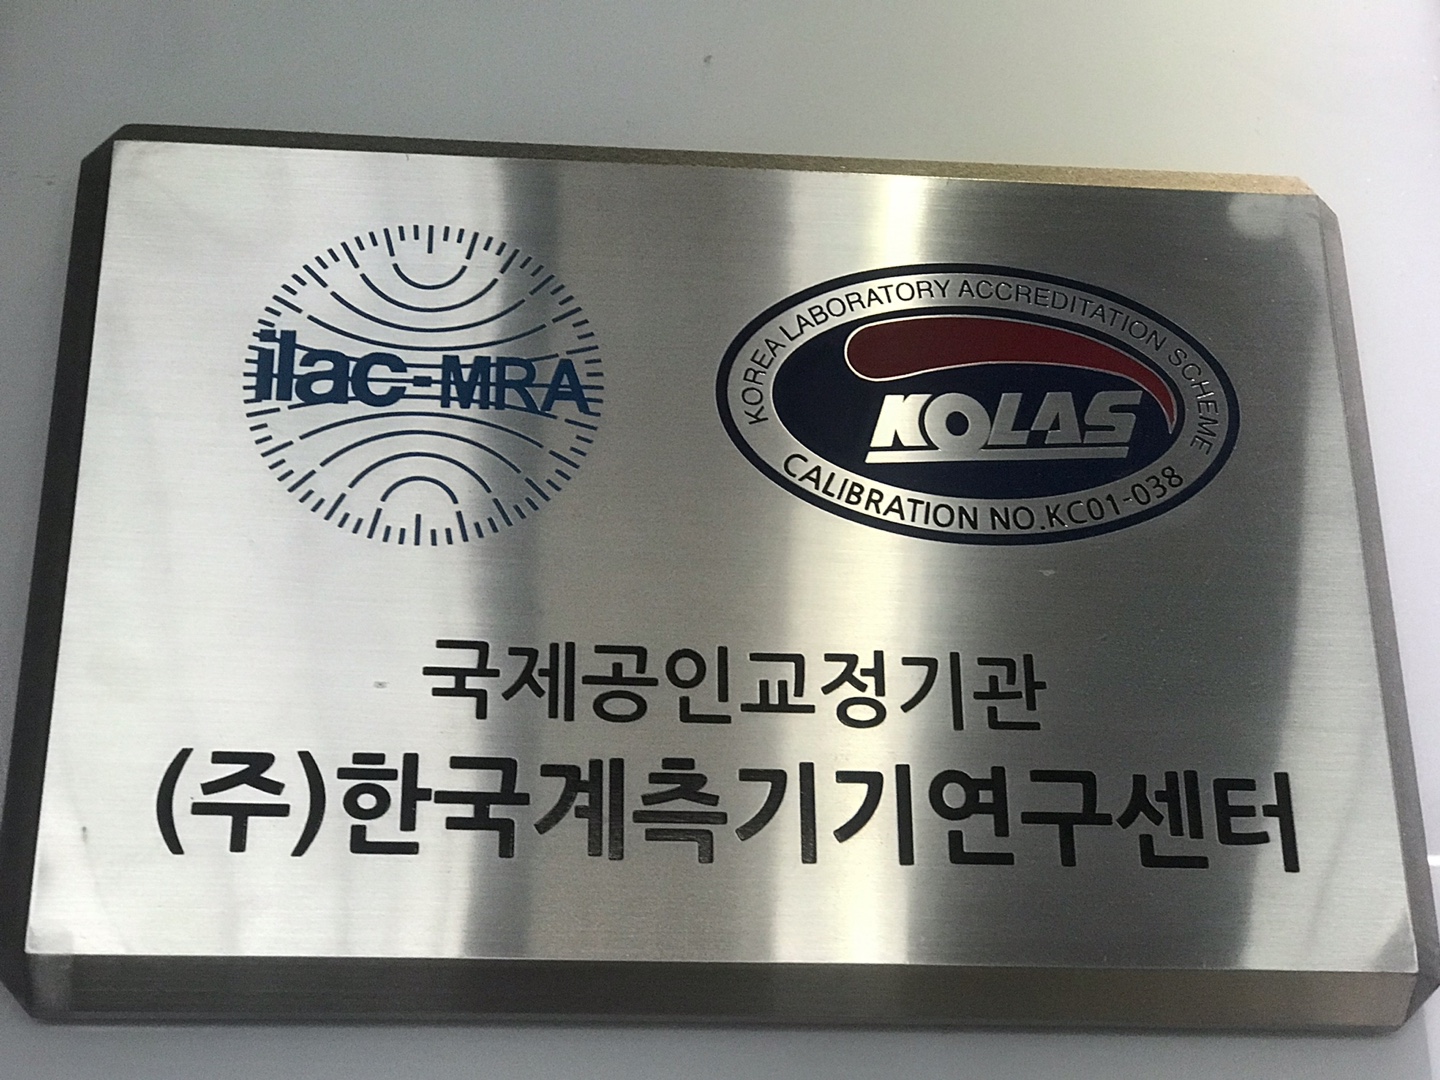 ilac-MRA
KOREA LABORATORY ACCREDITATION SCHEME
KOLAS
CALIBRATION NO.KC01-038
국제공인교정기관
(주)한국계측기기연구센터